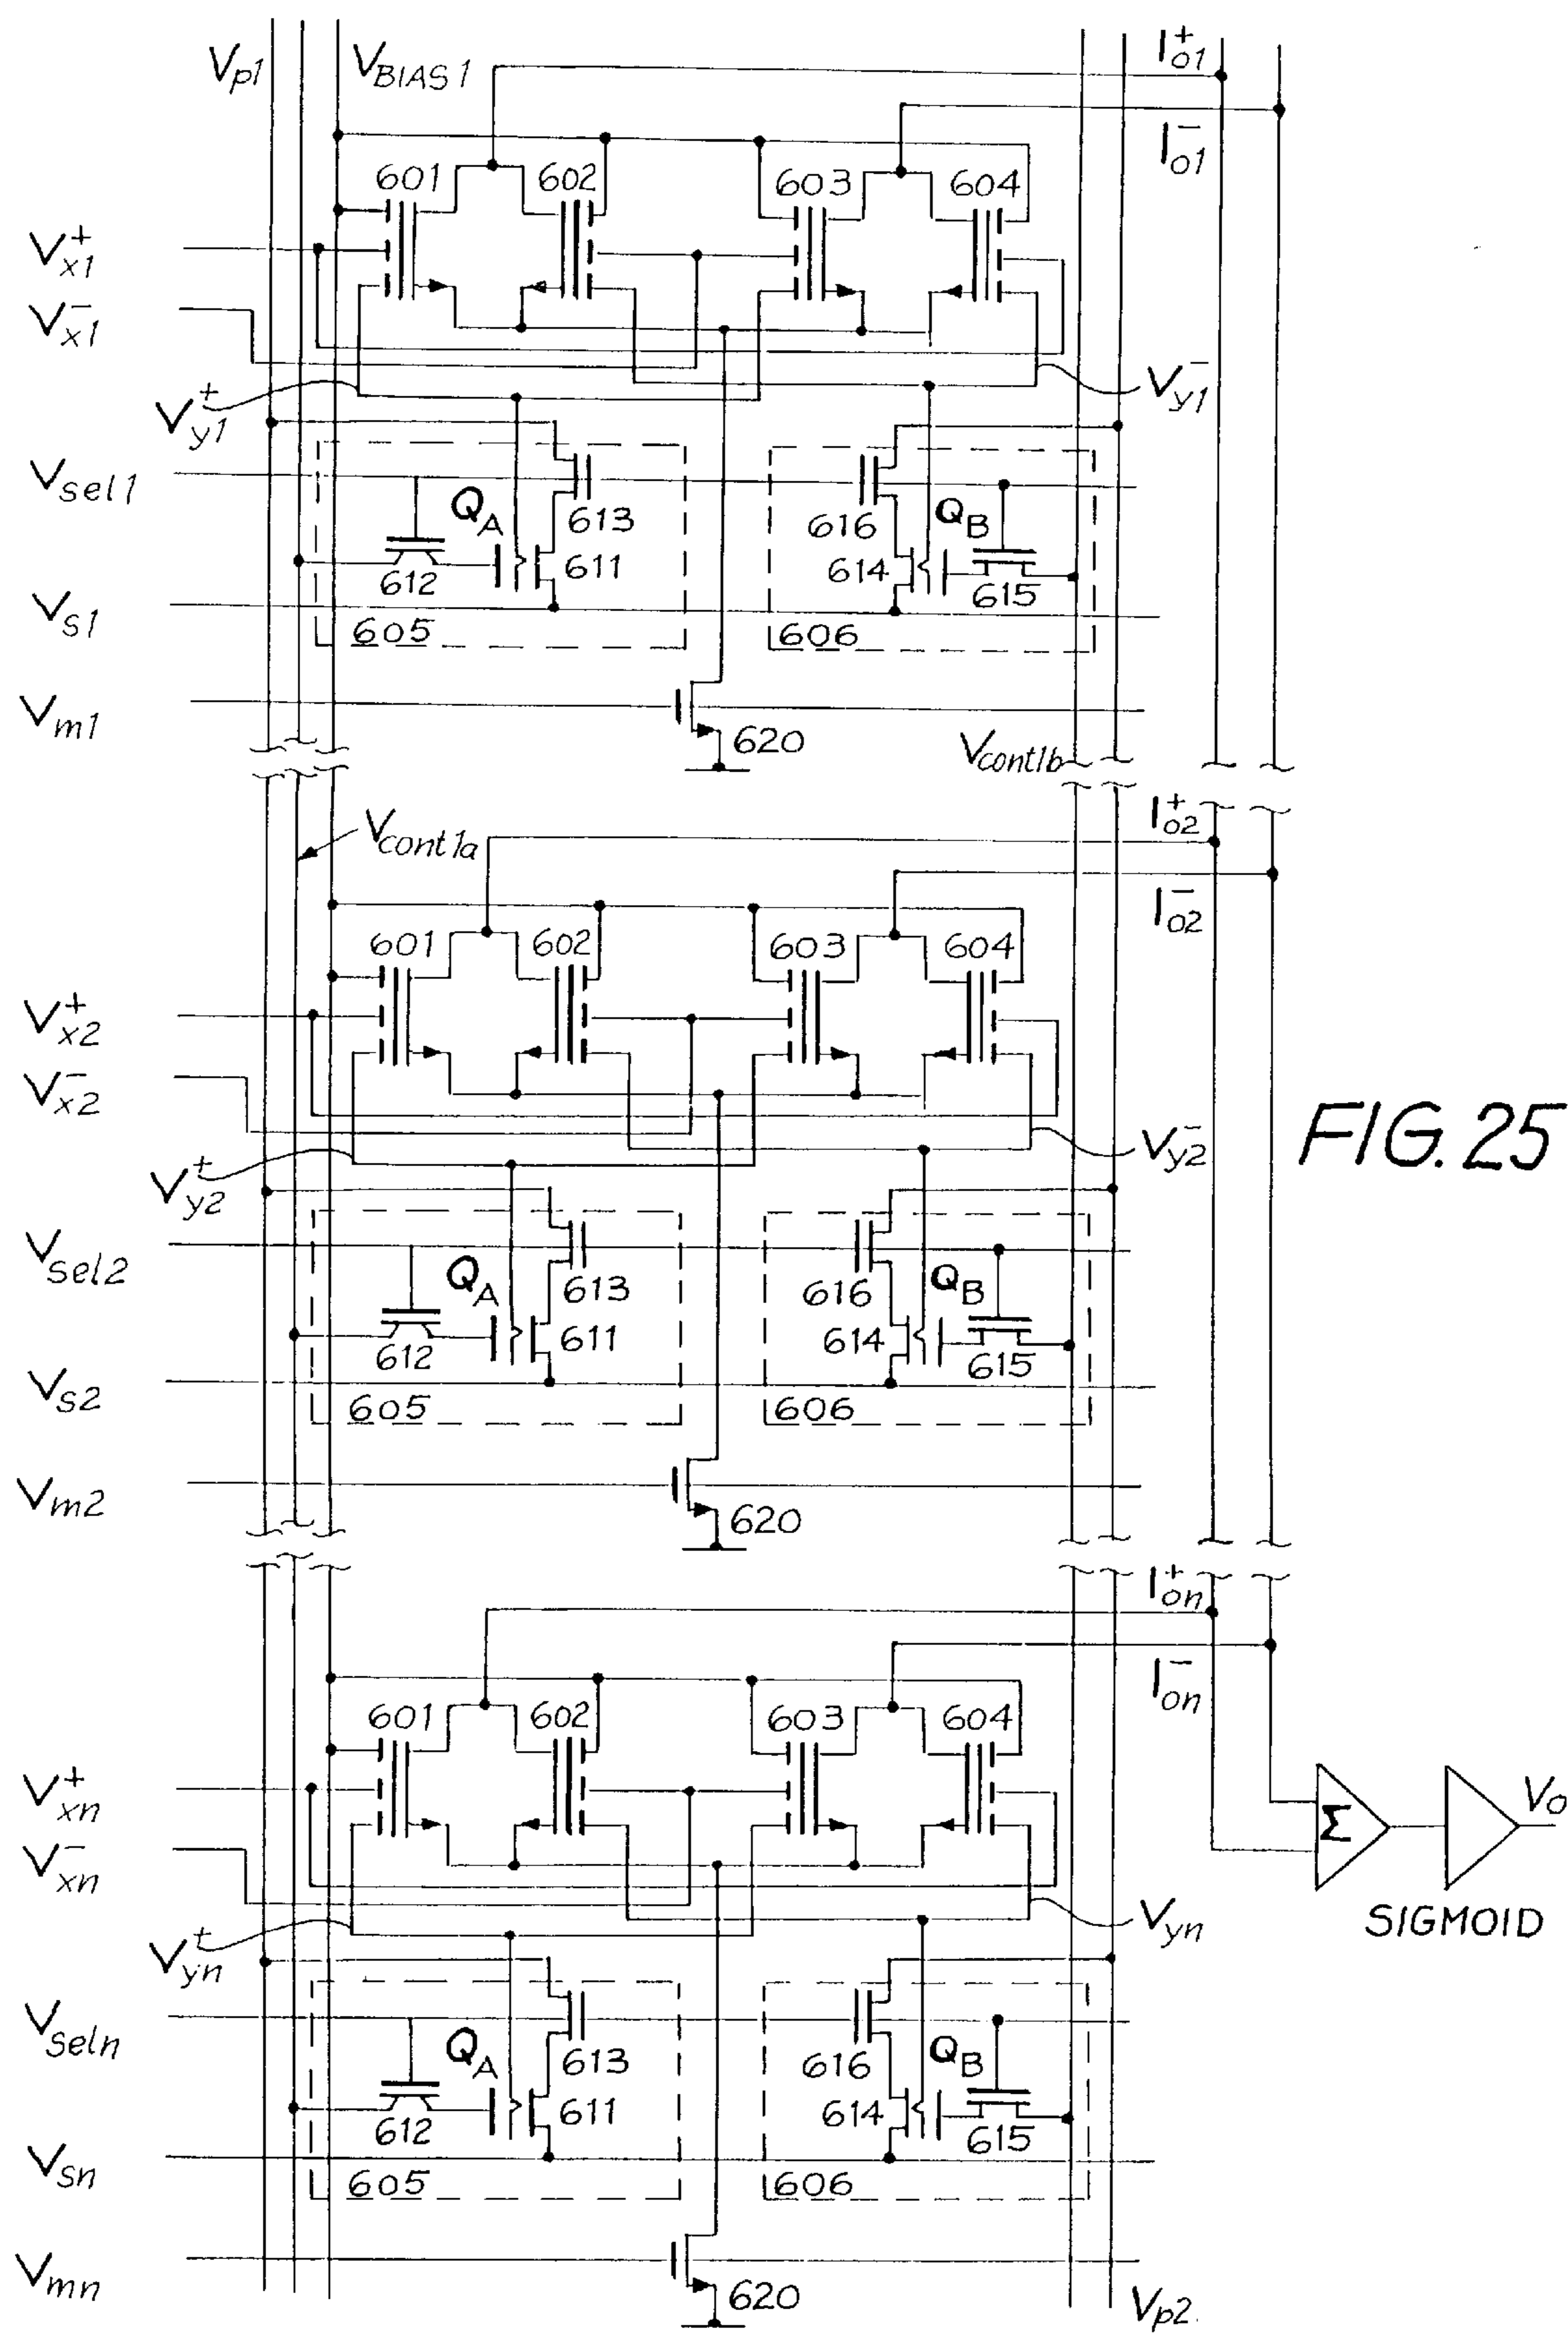 Vp1 VBIAS1 I+o1
I-o1
601 602 603 604
V+x1
V-x1
V+y1 V-y1
Vsel1
QA 613 616 QB
612 611 614 615
Vs1
605 606
Vm1
620 Vcont1b
Vcont1a I+o2
I-o2
601 602 603 604
V+x2
V-x2
FIG. 25
V+y2 V-y2
Vsel2
QA 613 616 QB
612 611 614 615
Vs2
605 606
Vm2
620
I+on
I-on
601 602 603 604
V+xn
V-xn
Σ Vo
SIGMOID
V+yn Vyn
Vseln
QA 613 616 QB
612 611 614 615
Vsn
605 606
Vmn
620 Vp2.